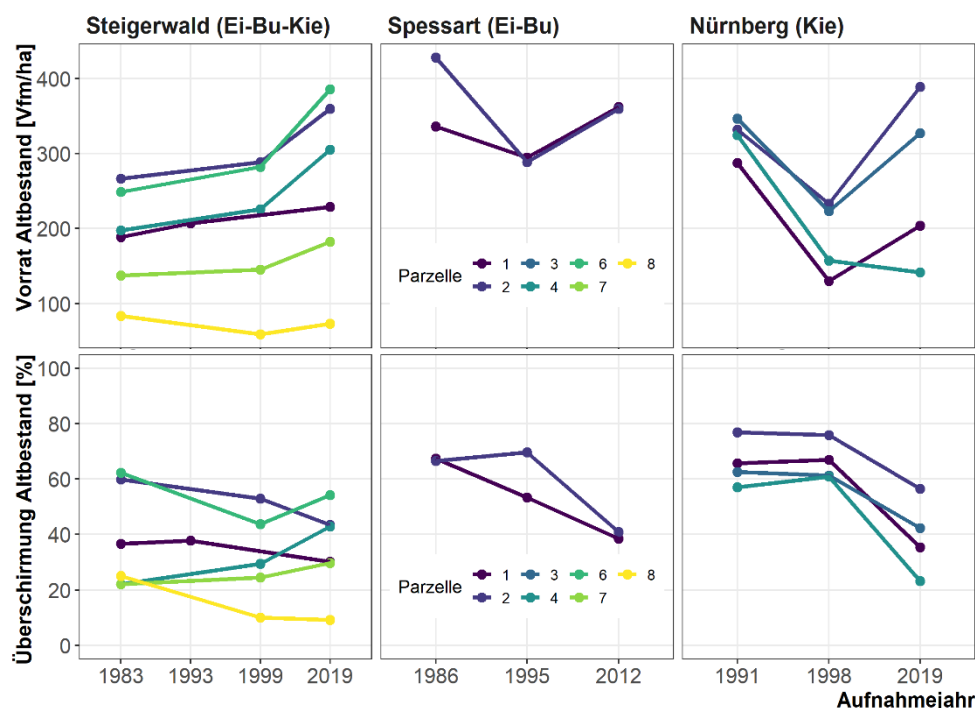 Steigerwald (Ei-Bu-Kie)
Spessart (Ei-Bu)
Nürnberg (Kie)
Vorrat Altbestand [Vfm/ha]
400
300
200
100
Parzelle
1 3 6 8
2 4 7
Überschirmung Altbestand [%]
100
80
60
40
20
0
Parzelle
1 3 6 8
2 4 7
1983 1993 1999 2019
1986 1995 2012
1991 1998 2019
Aufnahmejahr